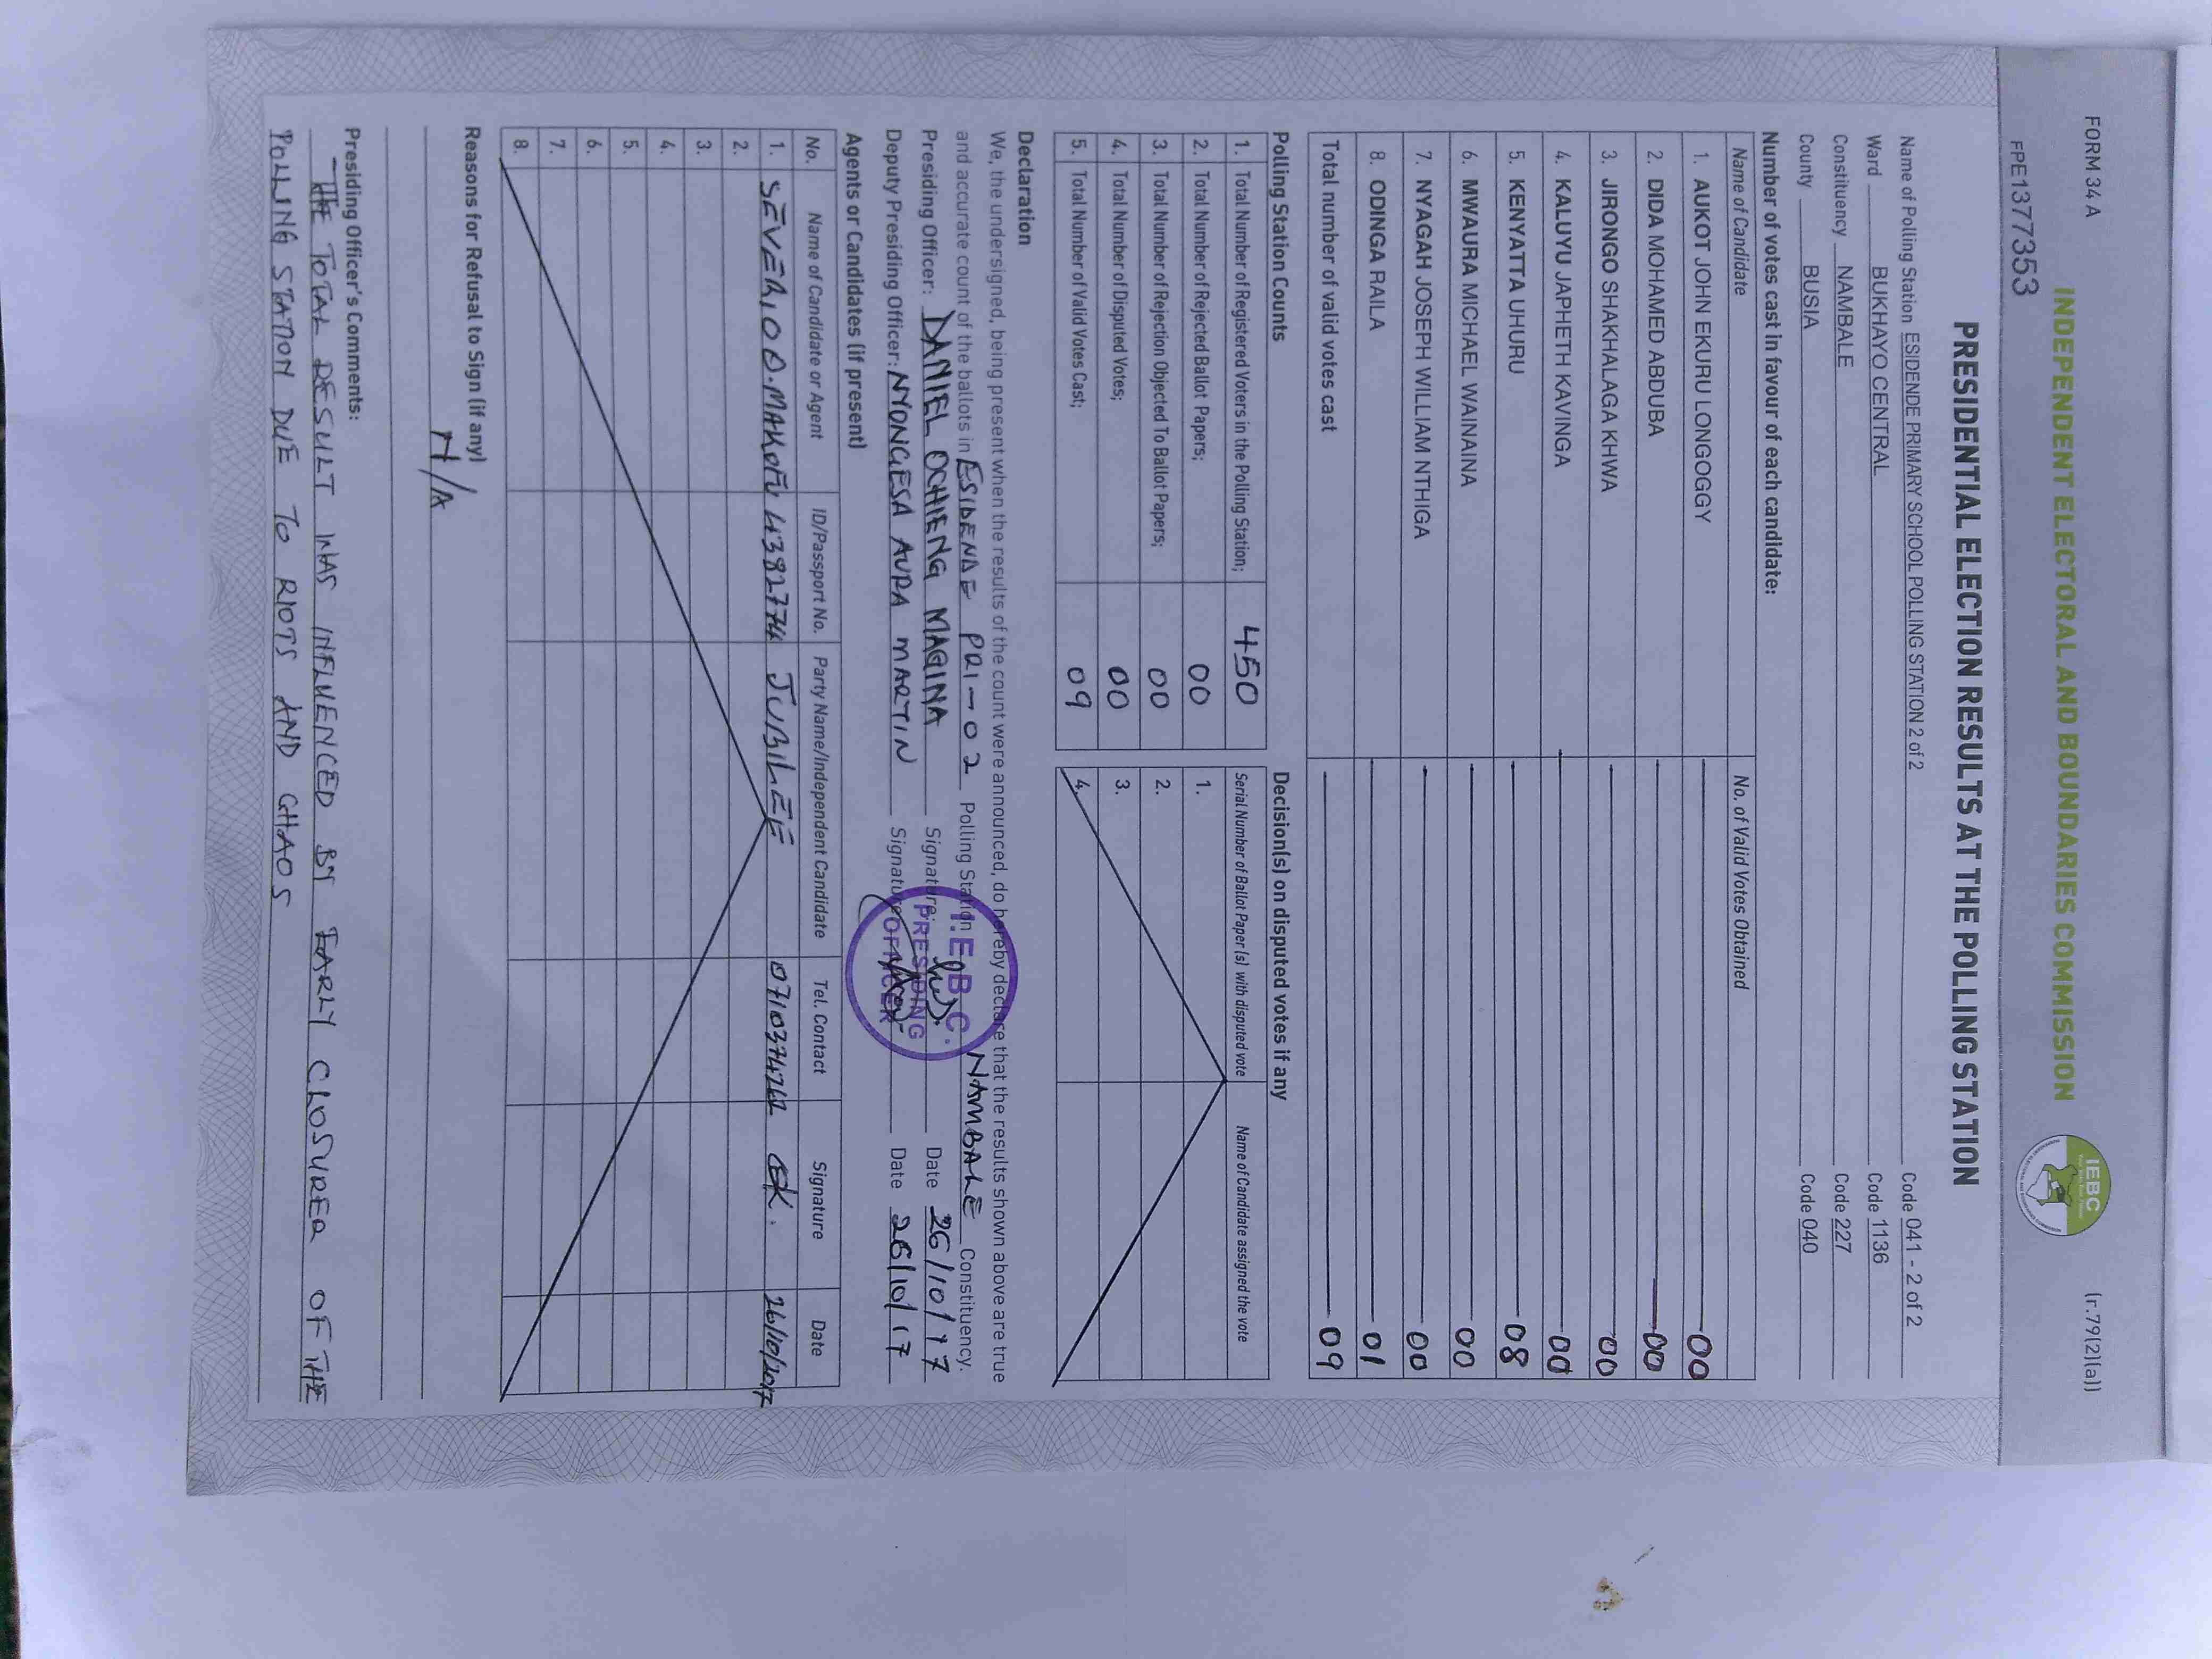 FORM 34 A
(r.79(2)(a))
INDEPENDENT ELECTORAL AND BOUNDARIES COMMISSION
IEBC
FPE1377353
PRESIDENTIAL ELECTION RESULTS AT THE POLLING STATION
Name of Polling Station ESIDENDE PRIMARY SCHOOL POLLING STATION 2 of 2 Code 041 - 2 of 2
Ward BUKHAYO CENTRAL Code 1136
Constituency NAMBALE Code 227
County BUSIA Code 040
Number of votes cast in favour of each candidate:
Name of Candidate No. of Valid Votes Obtained
1. AUKOT JOHN EKURU LONGOGGY 00
2. DIDA MOHAMED ABDUBA 00
3. JIRONGO SHAKHALAGA KHWA 00
4. KALUYU JAPHETH KAVINGA 00
5. KENYATTA UHURU 08
6. MWAURA MICHAEL WAINAINA 00
7. NYAGAH JOSEPH WILLIAM NTHIGA 00
8. ODINGA RAILA 01
Total number of valid votes cast 09
Polling Station Counts
1. Total Number of Registered Voters in the Polling Station; 450
2. Total Number of Rejected Ballot Papers; 00
3. Total Number of Rejection Objected To Ballot Papers; 00
4. Total Number of Disputed Votes; 00
5. Total Number of Valid Votes Cast; 09
Decision(s) on disputed votes if any
Serial Number of Ballot Paper(s) with disputed vote Name of Candidate assigned the vote
1.
2.
3.
4.
Declaration
We, the undersigned, being present when the results of the count were announced, do hereby declare that the results shown above are true
and accurate count of the ballots in ESIDENDE PRI-02 Polling Station NAMBALE Constituency.
Presiding Officer: DANIEL OCHIENG MAGINA Signature: Date 26/10/17
Deputy Presiding Officer: NYONGESA AURA MARTIN Signature: Date 26/10/17
I.E.B.C.
PRESIDING
OFFICER
Agents or Candidates (if present)
No. Name of Candidate or Agent ID/Passport No. Party Name/Independent Candidate Tel. Contact Signature Date
1. SEVERIO O. MAKOFU JUBILEE 26/10/2017
2.
3.
4.
5.
6.
7.
8.
Reasons for Refusal to Sign (if any)
N/A
Presiding Officer's Comments:
- THE TOTAL RESULT WAS INFLUENCED BY EARLY CLOSURER OF THE
POLLING STATION DUE TO RIOTS AND CHAOS